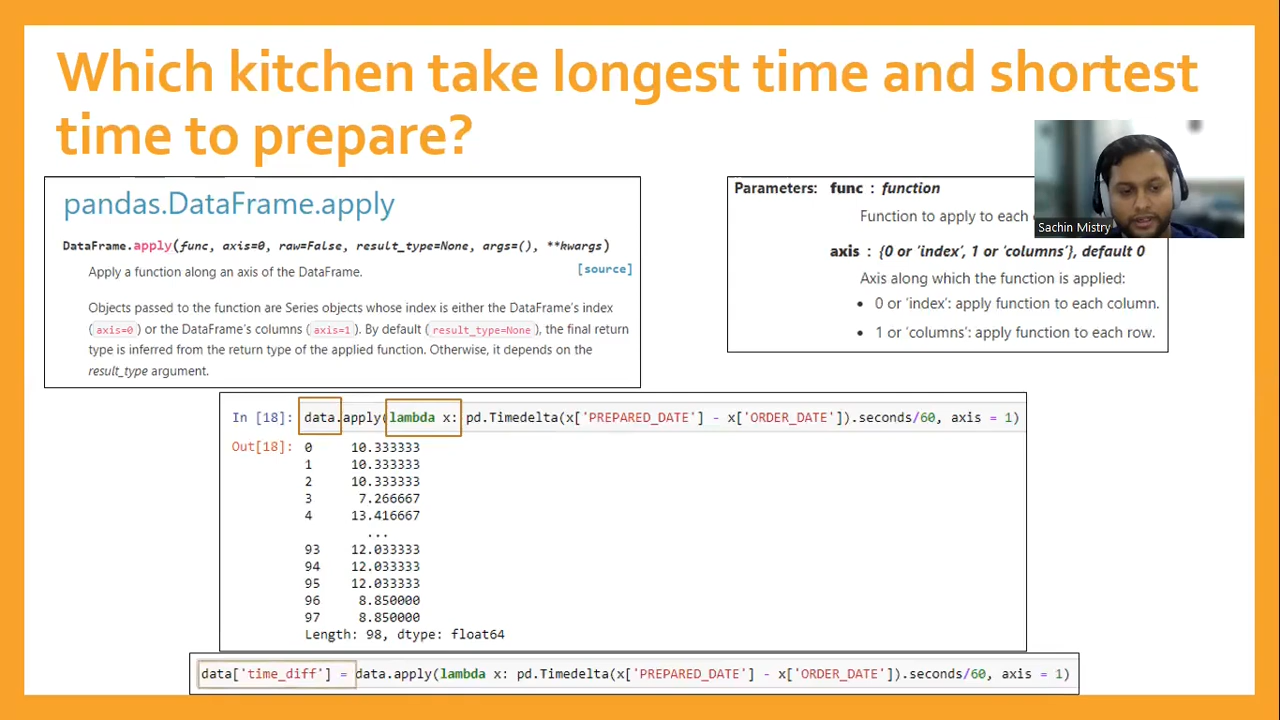 Which kitchen take longest time and shortest
time to prepare?
pandas.DataFrame.apply
DataFrame.apply(func, axis=0, raw=False, result_type=None, args=(), **kwargs)
Apply a function along an axis of the DataFrame.
[source]
Objects passed to the function are Series objects whose index is either the DataFrame's index
(axis=0) or the DataFrame's columns (axis=1). By default (result_type=None), the final return
type is inferred from the return type of the applied function. Otherwise, it depends on the
result_type argument.
Parameters: func : function
Function to apply to each
axis : {0 or 'index', 1 or 'columns'}, default 0
Axis along which the function is applied:
• 0 or 'index': apply function to each column.
• 1 or 'columns': apply function to each row.
Sachin Mistry
In [18]: data.apply(lambda x: pd.Timedelta(x['PREPARED_DATE'] - x['ORDER_DATE']).seconds/60, axis = 1)
Out[18]: 0 10.333333
1 10.333333
2 10.333333
3 7.266667
4 13.416667
...
93 12.033333
94 12.033333
95 12.033333
96 8.850000
97 8.850000
Length: 98, dtype: float64
data['time_diff'] = data.apply(lambda x: pd.Timedelta(x['PREPARED_DATE'] - x['ORDER_DATE']).seconds/60, axis = 1)